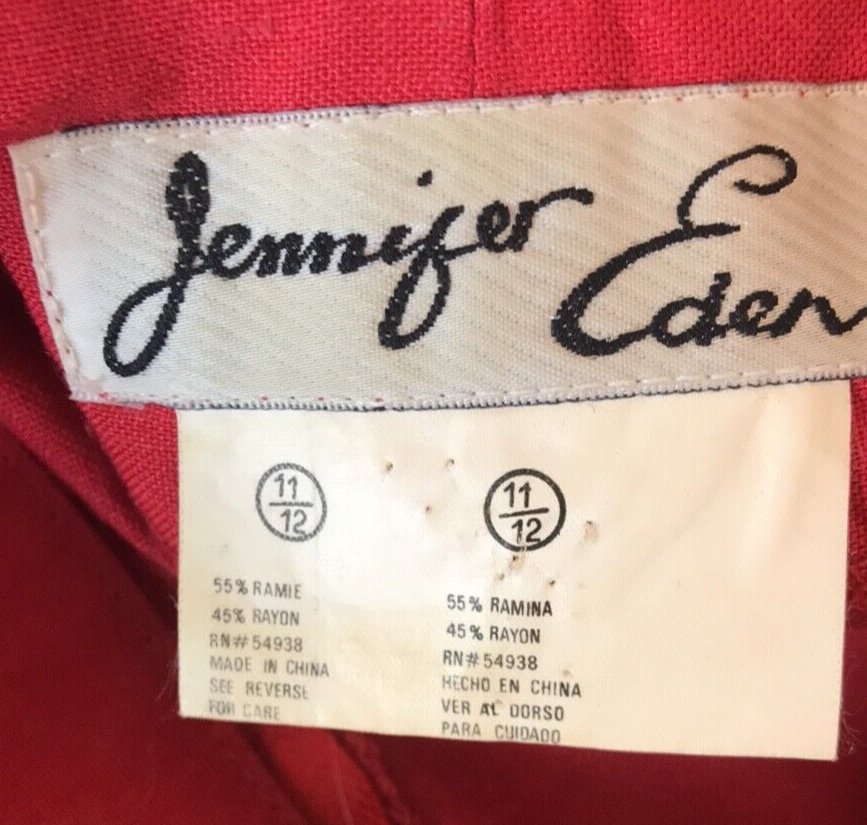 Jennifer Eden
11
12
55% RAMIE
45% RAYON
RN#54938
MADE IN CHINA
SEE REVERSE
FOR CARE
11
12
55% RAMINA
45% RAYON
RN#54938
HECHO EN CHINA
VER AL DORSO
PARA CUIDADO